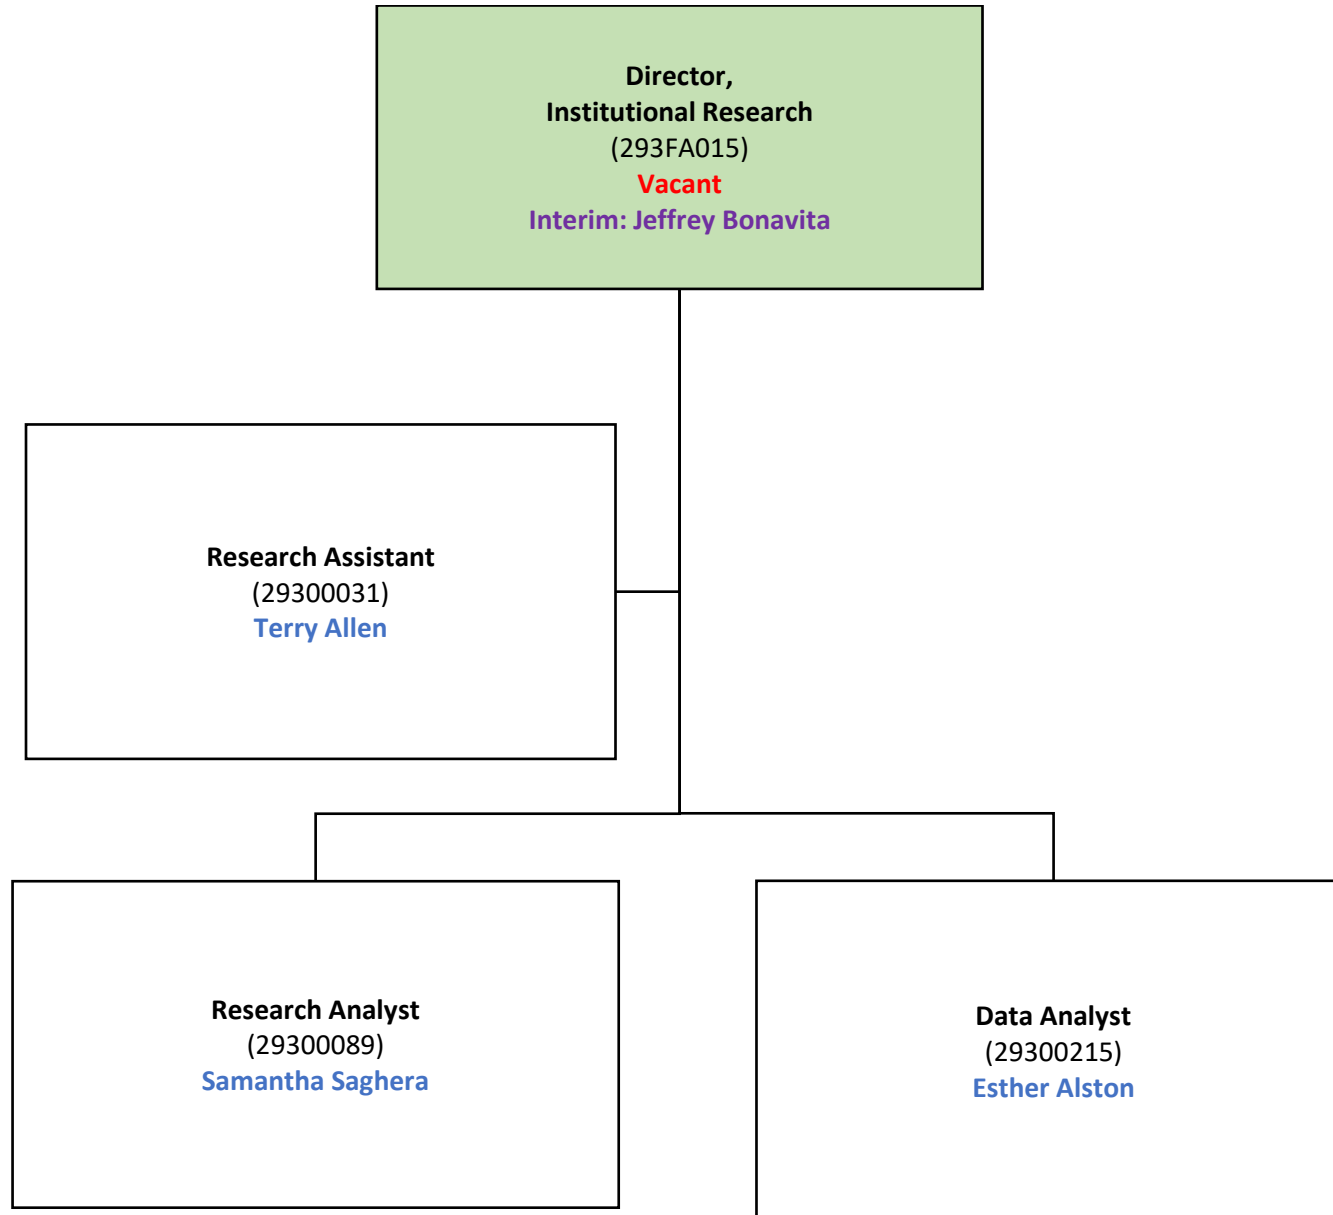 Director,
Institutional Research
(293FA015)
Vacant
Interim: Jeffrey Bonavita
Research Assistant
(29300031)
Terry Allen
Research Analyst
(29300089)
Samantha Saghera
Data Analyst
(29300215)
Esther Alston